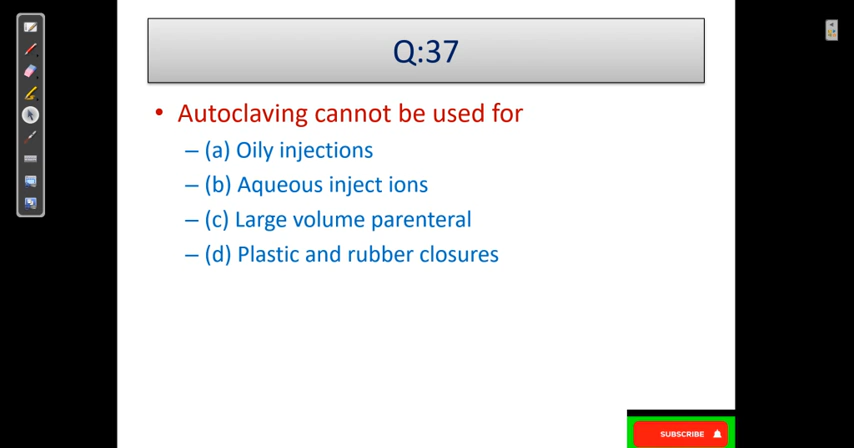 Q:37
• Autoclaving cannot be used for
– (a) Oily injections
– (b) Aqueous inject ions
– (c) Large volume parenteral
– (d) Plastic and rubber closures
SUBSCRIBE